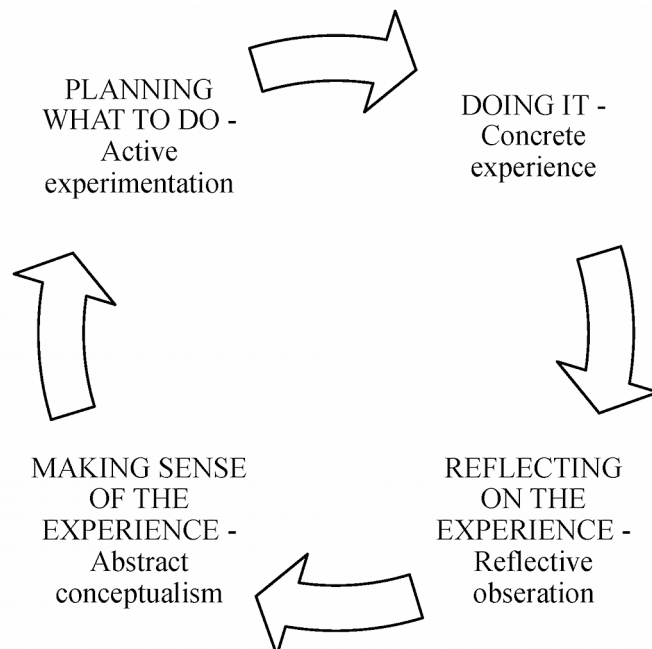 PLANNING
WHAT TO DO -
Active
experimentation
DOING IT -
Concrete
experience
REFLECTING
ON THE
EXPERIENCE -
Reflective
obseration
MAKING SENSE
OF THE
EXPERIENCE -
Abstract
conceptualism